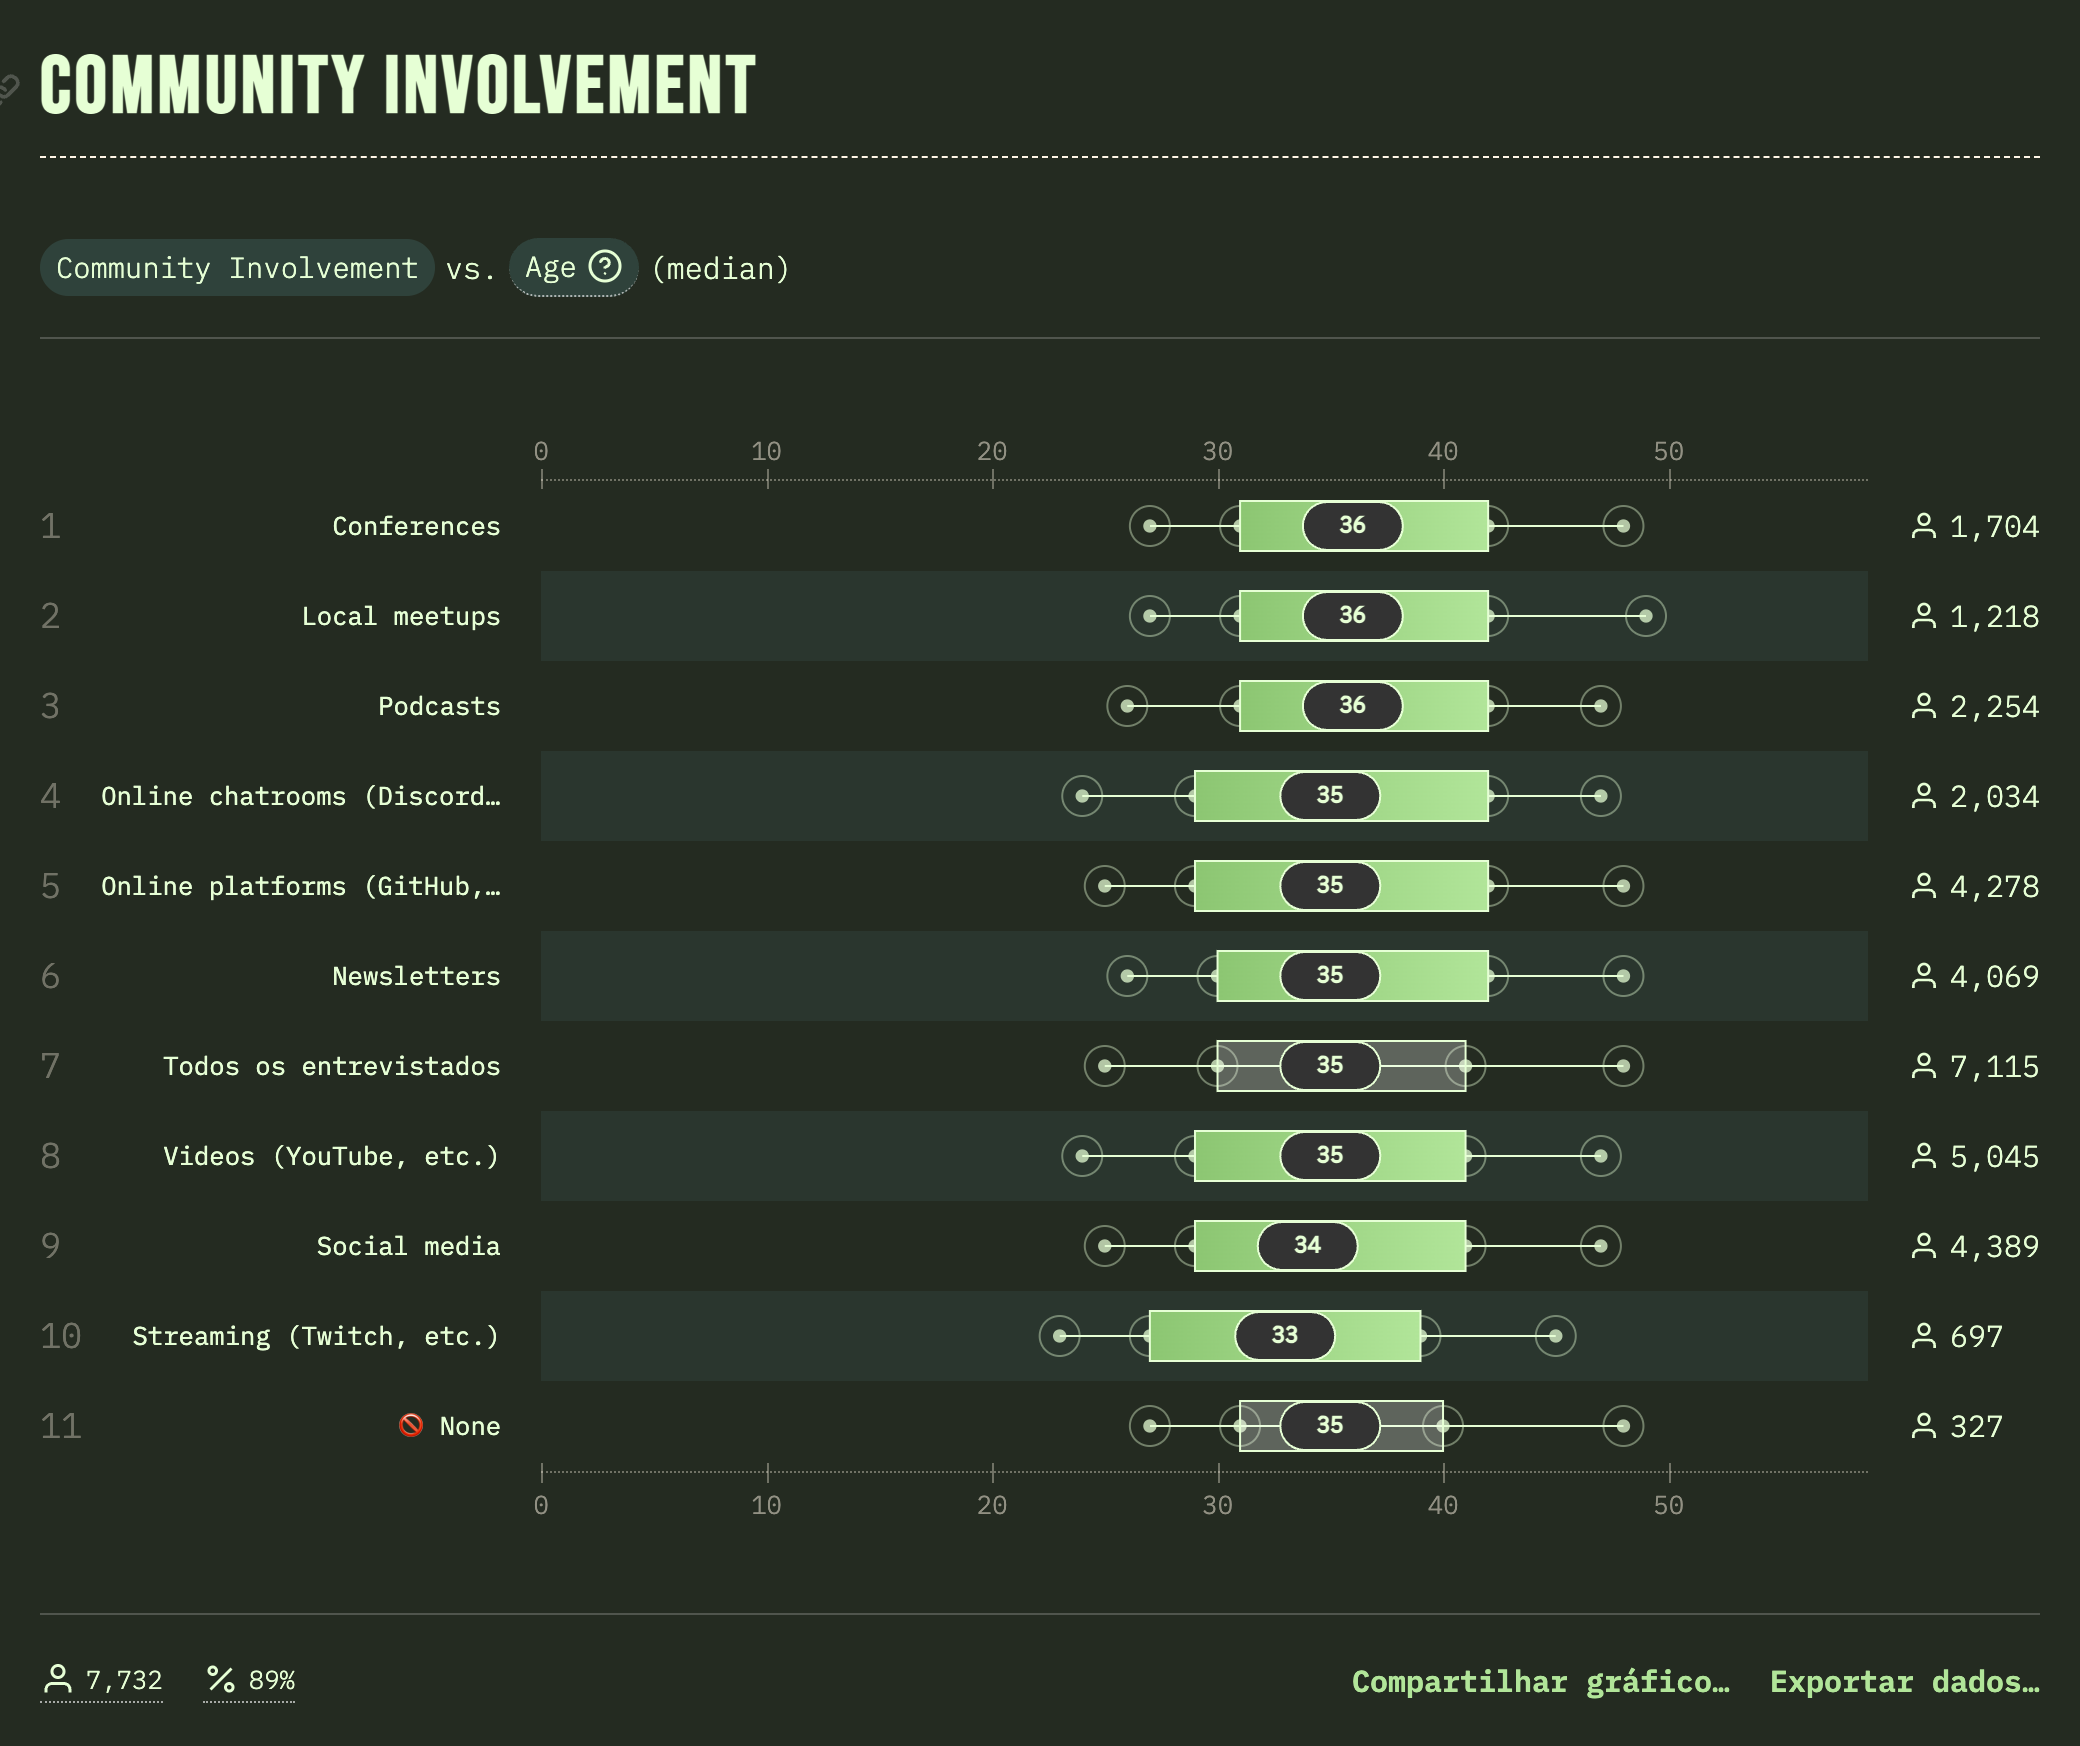 COMMUNITY INVOLVEMENT
Community Involvement vs. Age (median)
0 10 20 30 40 50
1 Conferences 36 1,704
2 Local meetups 36 1,218
3 Podcasts 36 2,254
4 Online chatrooms (Discord… 35 2,034
5 Online platforms (GitHub,… 35 4,278
6 Newsletters 35 4,069
7 Todos os entrevistados 35 7,115
8 Videos (YouTube, etc.) 35 5,045
9 Social media 34 4,389
10 Streaming (Twitch, etc.) 33 697
11 🚫 None 35 327
0 10 20 30 40 50
7,732 89% Compartilhar gráfico… Exportar dados…